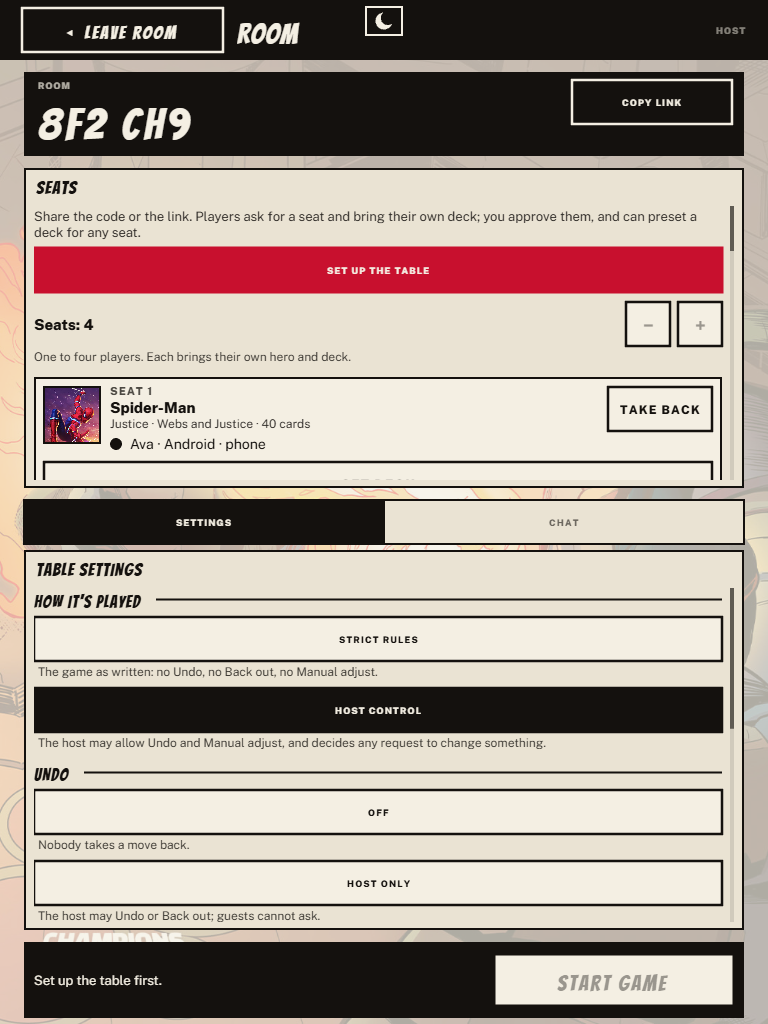 ◂ LEAVE ROOM
ROOM
HOST
ROOM
8F2 CH9
COPY LINK
SEATS
Share the code or the link. Players ask for a seat and bring their own deck; you approve them, and can preset a
deck for any seat.
SET UP THE TABLE
Seats: 4
− +
One to four players. Each brings their own hero and deck.
SEAT 1
Spider-Man
Justice · Webs and Justice · 40 cards
Ava · Android · phone
TAKE BACK
SETTINGS
CHAT
TABLE SETTINGS
HOW IT'S PLAYED
STRICT RULES
The game as written: no Undo, no Back out, no Manual adjust.
HOST CONTROL
The host may allow Undo and Manual adjust, and decides any request to change something.
UNDO
OFF
Nobody takes a move back.
HOST ONLY
The host may Undo or Back out; guests cannot ask.
CHAMPIONS
Set up the table first.
START GAME